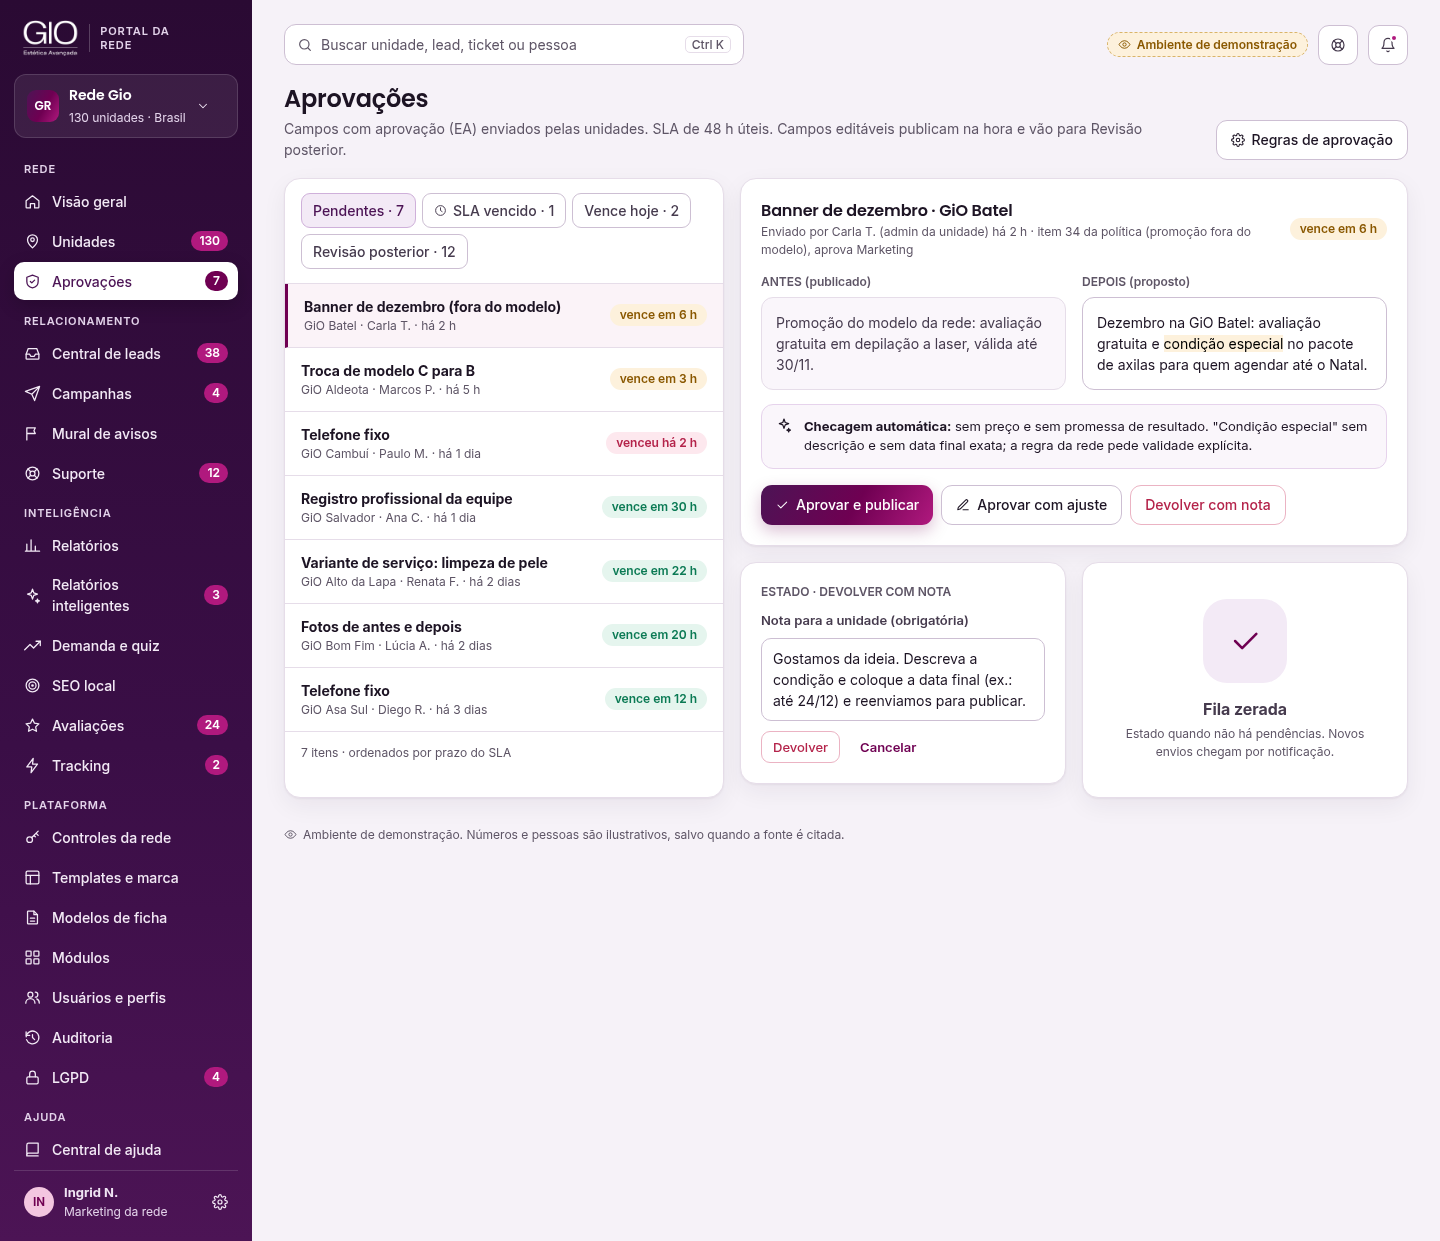 GIO
Estética Avançada
PORTAL DA
REDE
GR
Rede Gio
130 unidades · Brasil
REDE
Visão geral
Unidades 130
Aprovações 7
RELACIONAMENTO
Central de leads 38
Campanhas 4
Mural de avisos
Suporte 12
INTELIGÊNCIA
Relatórios
Relatórios
inteligentes 3
Demanda e quiz
SEO local
Avaliações 24
Tracking 2
PLATAFORMA
Controles da rede
Templates e marca
Modelos de ficha
Módulos
Usuários e perfis
Auditoria
LGPD 4
AJUDA
Central de ajuda
IN
Ingrid N.
Marketing da rede
Buscar unidade, lead, ticket ou pessoa Ctrl K
Ambiente de demonstração
Aprovações
Campos com aprovação (EA) enviados pelas unidades. SLA de 48 h úteis. Campos editáveis publicam na hora e vão para Revisão
posterior.
Regras de aprovação
Pendentes · 7 SLA vencido · 1 Vence hoje · 2
Revisão posterior · 12
Banner de dezembro (fora do modelo)
GiO Batel · Carla T. · há 2 h
vence em 6 h
Troca de modelo C para B
GiO Aldeota · Marcos P. · há 5 h
vence em 3 h
Telefone fixo
GiO Cambuí · Paulo M. · há 1 dia
venceu há 2 h
Registro profissional da equipe
GiO Salvador · Ana C. · há 1 dia
vence em 30 h
Variante de serviço: limpeza de pele
GiO Alto da Lapa · Renata F. · há 2 dias
vence em 22 h
Fotos de antes e depois
GiO Bom Fim · Lúcia A. · há 2 dias
vence em 20 h
Telefone fixo
GiO Asa Sul · Diego R. · há 3 dias
vence em 12 h
7 itens · ordenados por prazo do SLA
Banner de dezembro · GiO Batel
Enviado por Carla T. (admin da unidade) há 2 h · item 34 da política (promoção fora do
modelo), aprova Marketing
vence em 6 h
ANTES (publicado)
Promoção do modelo da rede: avaliação
gratuita em depilação a laser, válida até
30/11.
DEPOIS (proposto)
Dezembro na GiO Batel: avaliação
gratuita e condição especial no pacote
de axilas para quem agendar até o Natal.
Checagem automática: sem preço e sem promessa de resultado. "Condição especial" sem
descrição e sem data final exata; a regra da rede pede validade explícita.
Aprovar e publicar Aprovar com ajuste Devolver com nota
ESTADO · DEVOLVER COM NOTA
Nota para a unidade (obrigatória)
Gostamos da ideia. Descreva a
condição e coloque a data final (ex.:
até 24/12) e reenviamos para publicar.
Devolver Cancelar
Fila zerada
Estado quando não há pendências. Novos
envios chegam por notificação.
Ambiente de demonstração. Números e pessoas são ilustrativos, salvo quando a fonte é citada.